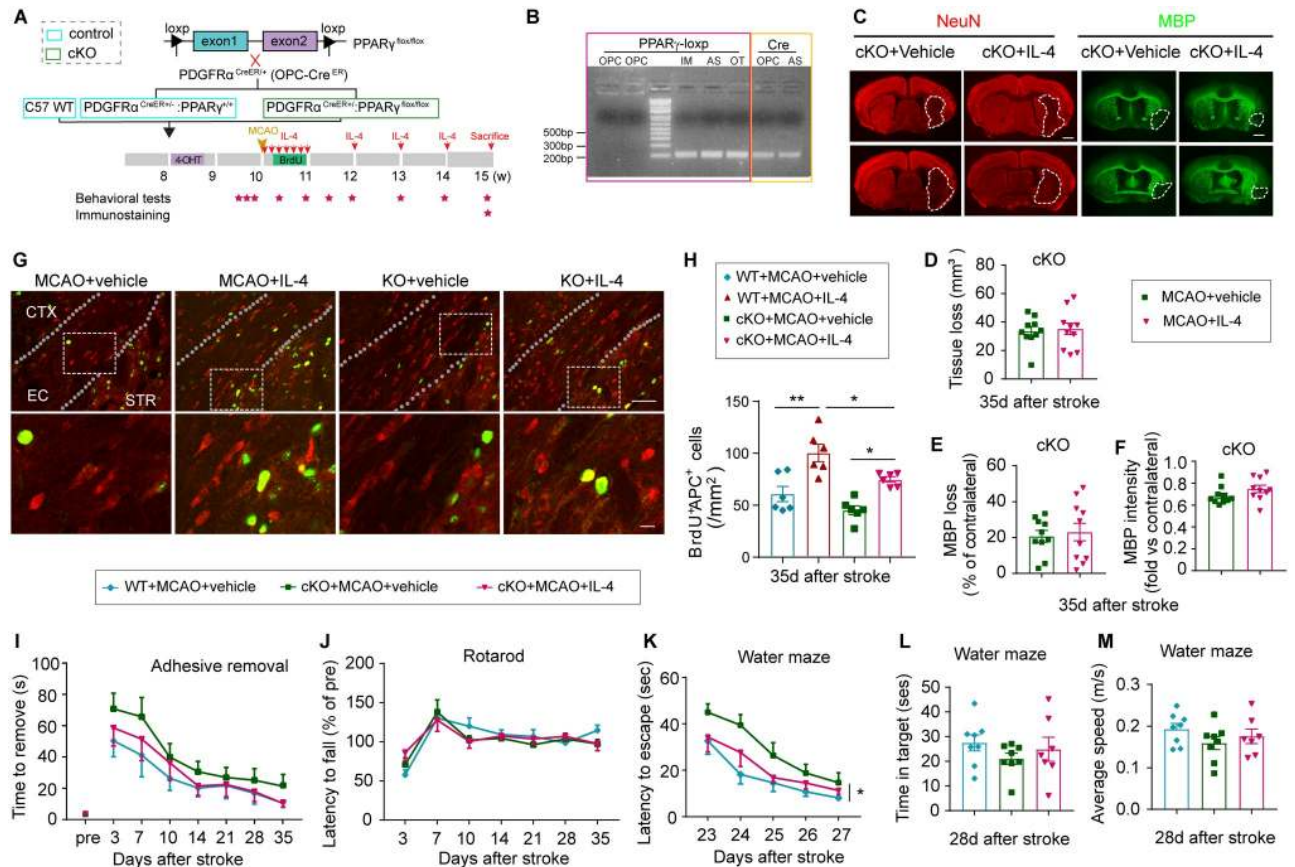 A
control
cKO
loxp
exon1
exon2
loxp
PPARγ flox/flox
PDGFRα CreER/+ (OPC-Cre ER)
C57 WT
PDGFRα CreER+/- :PPARγ+/+
PDGFRα CreER+/- :PPARγ flox/flox
MCAO
IL-4
IL-4
IL-4
IL-4
Sacrifice
4-OHT
BrdU
8 9 10 11 12 13 14 15 (w)
Behavioral tests
Immunostaining
B
PPARγ-loxp
Cre
OPC OPC IM AS OT OPC AS
500bp
300bp
200bp
C
NeuN
MBP
cKO+Vehicle cKO+IL-4 cKO+Vehicle cKO+IL-4
G
MCAO+vehicle MCAO+IL-4 KO+vehicle KO+IL-4
CTX
EC
STR
H
WT+MCAO+vehicle
WT+MCAO+IL-4
cKO+MCAO+vehicle
cKO+MCAO+IL-4
BrdU+APC+ cells
(/mm2)
150
100
50
0
**
*
*
35d after stroke
D
cKO
Tissue loss (mm³)
80
60
40
20
0
35d after stroke
MCAO+vehicle
MCAO+IL-4
E
cKO
MBP loss
(% of contralateral)
60
40
20
0
F
cKO
MBP intensity
(fold vs contralateral)
1.0
0.8
0.6
0.4
0.2
0
35d after stroke
WT+MCAO+vehicle
cKO+MCAO+vehicle
cKO+MCAO+IL-4
I
Adhesive removal
Time to remove (s)
100
80
60
40
20
0
pre 3 7 10 14 21 28 35
Days after stroke
J
Rotarod
Latency to fall (% of pre)
200
150
100
50
0
3 7 10 14 21 28 35
Days after stroke
K
Water maze
Latency to escape (sec)
60
40
20
0
*
23 24 25 26 27
Days after stroke
L
Water maze
Time in target (ses)
50
40
30
20
10
0
28d after stroke
M
Water maze
Average speed (m/s)
0.3
0.2
0.1
0.0
28d after stroke